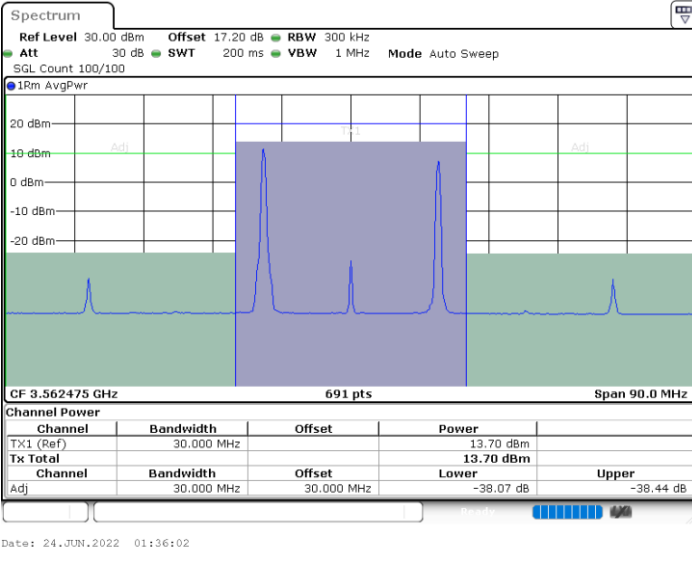 Spectrum
Ref Level 30.00 dBm Offset 17.20 dB RBW 300 kHz
Att 30 dB SWT 200 ms VBW 1 MHz Mode Auto Sweep
SGL Count 100/100
1Rm AvgPwr
20 dBm
TX1
Adj Adj
10 dBm
0 dBm
-10 dBm
-20 dBm
CF 3.562475 GHz 691 pts Span 90.0 MHz
Channel Power
Channel Bandwidth Offset Power
TX1 (Ref) 30.000 MHz 13.70 dBm
Tx Total 13.70 dBm
Channel Bandwidth Offset Lower Upper
Adj 30.000 MHz 30.000 MHz -38.07 dB -38.44 dB
Ready
Date: 24.JUN.2022 01:36:02